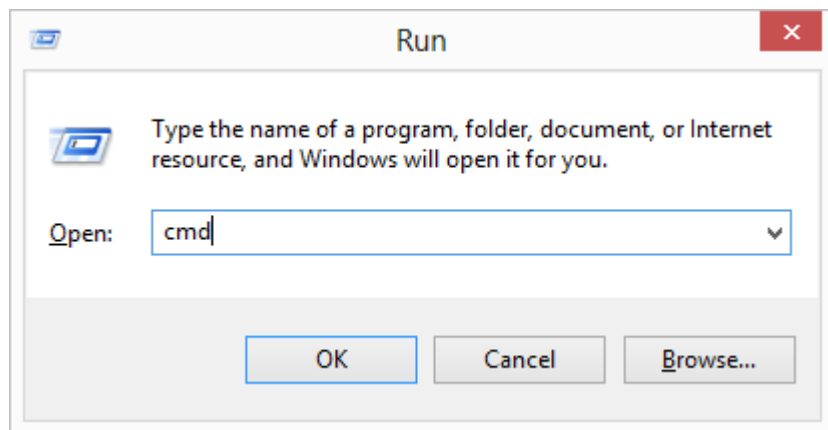 Run
Type the name of a program, folder, document, or Internet
resource, and Windows will open it for you.
Open: cmd
OK Cancel Browse...